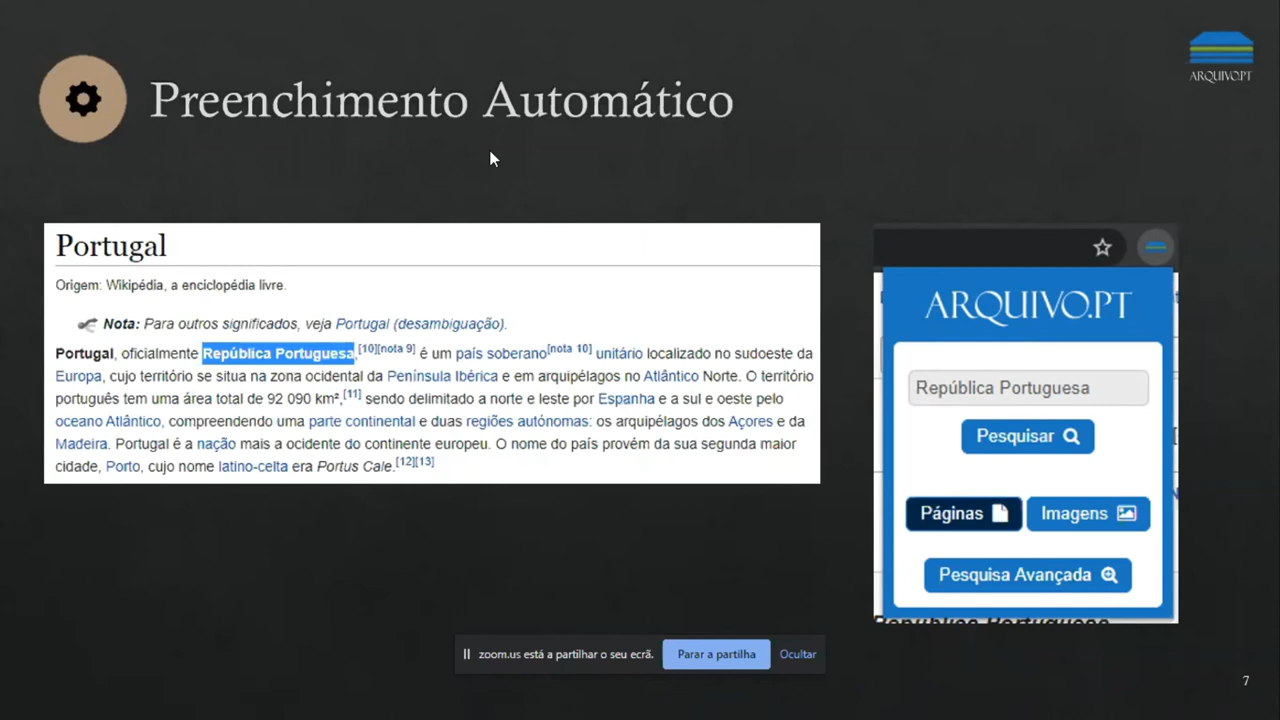 ARQUIVO.PT
Preenchimento Automático
Portugal
Origem: Wikipédia, a enciclopédia livre.
Nota: Para outros significados, veja Portugal (desambiguação).
Portugal, oficialmente República Portuguesa,[10][nota 9] é um país soberano[nota 10] unitário localizado no sudoeste da
Europa, cujo território se situa na zona ocidental da Península Ibérica e em arquipélagos no Atlântico Norte. O território
português tem uma área total de 92 090 km²,[11] sendo delimitado a norte e leste por Espanha e a sul e oeste pelo
oceano Atlântico, compreendendo uma parte continental e duas regiões autónomas: os arquipélagos dos Açores e da
Madeira. Portugal é a nação mais a ocidente do continente europeu. O nome do país provém da sua segunda maior
cidade, Porto, cujo nome latino-celta era Portus Cale.[12][13]
ARQUIVO.PT
República Portuguesa
Pesquisar
Páginas
Imagens
Pesquisa Avançada
República Portuguesa
zoom.us está a partilhar o seu ecrã.
Parar a partilha
Ocultar
7